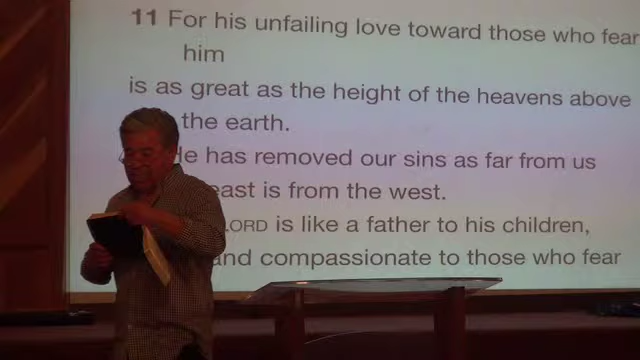 11 For his unfailing love toward those who fear
him
is as great as the height of the heavens above
the earth.
He has removed our sins as far from us
east is from the west.
LORD is like a father to his children,
and compassionate to those who fear